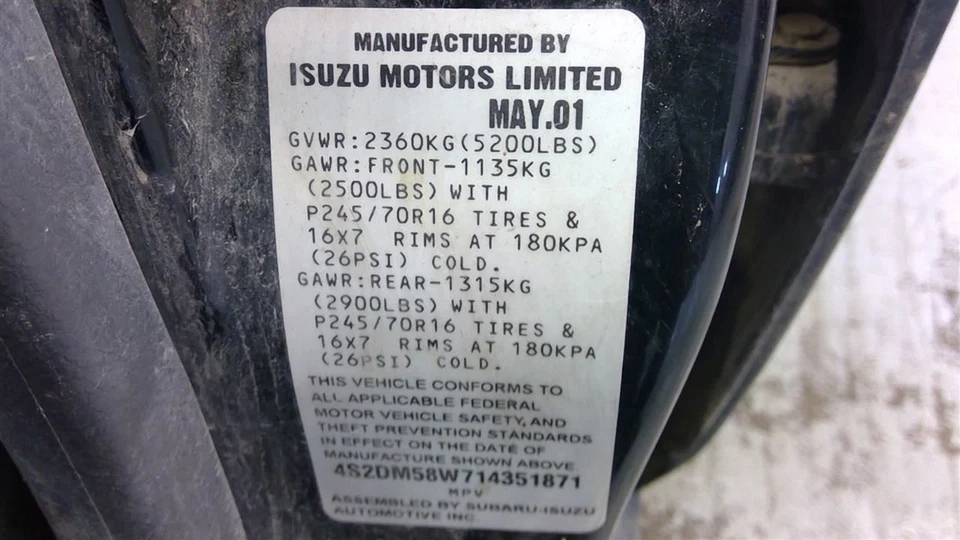 MANUFACTURED BY
ISUZU MOTORS LIMITED
MAY.01
GVWR:2360KG(5200LBS)
GAWR:FRONT-1135KG
(2500LBS) WITH
P245/70R16 TIRES &
16X7 RIMS AT 180KPA
(26PSI) COLD.
GAWR:REAR-1315KG
(2900LBS) WITH
P245/70R16 TIRES &
16X7 RIMS AT 180KPA
(26PSI) COLD.
THIS VEHICLE CONFORMS TO
ALL APPLICABLE FEDERAL
MOTOR VEHICLE SAFETY, AND
THEFT PREVENTION STANDARDS
IN EFFECT ON THE DATE OF
MANUFACTURE SHOWN ABOVE
4S2DM58W714351871
MPV
ASSEMBLED BY SUBARU-ISUZU
AUTOMOTIVE INC.